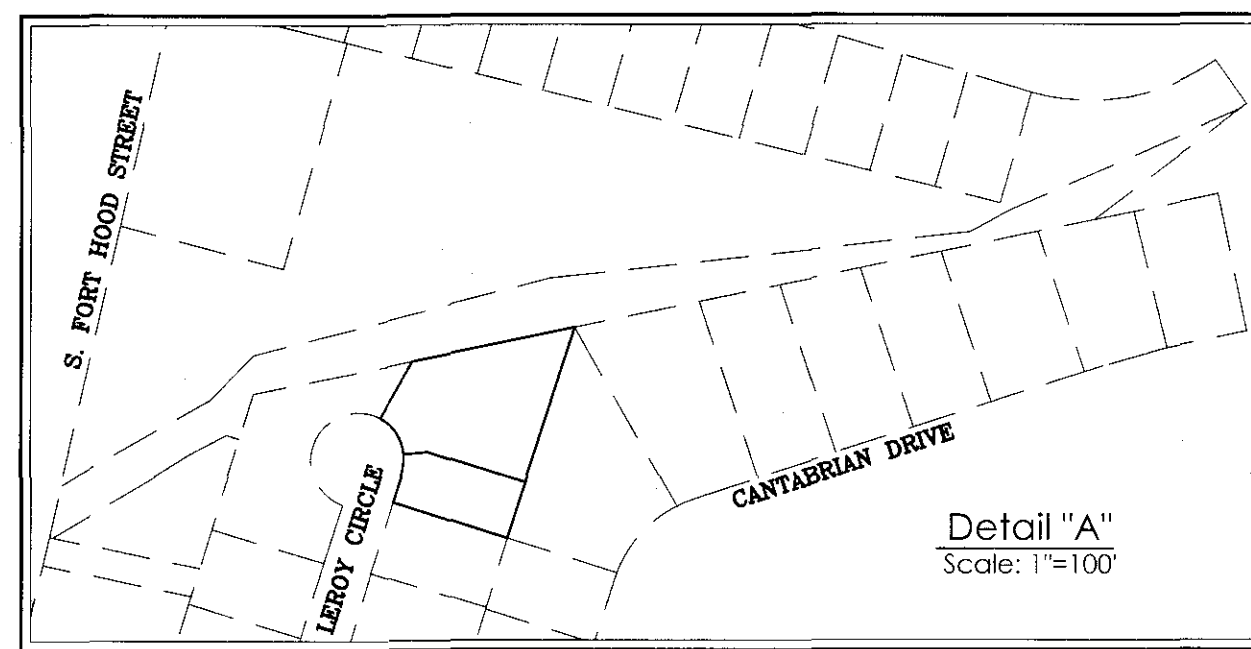 S. FORT HOOD STREET
LEROY CIRCLE
CANTABRIAN DRIVE
Detail "A"
Scale: 1"=100'